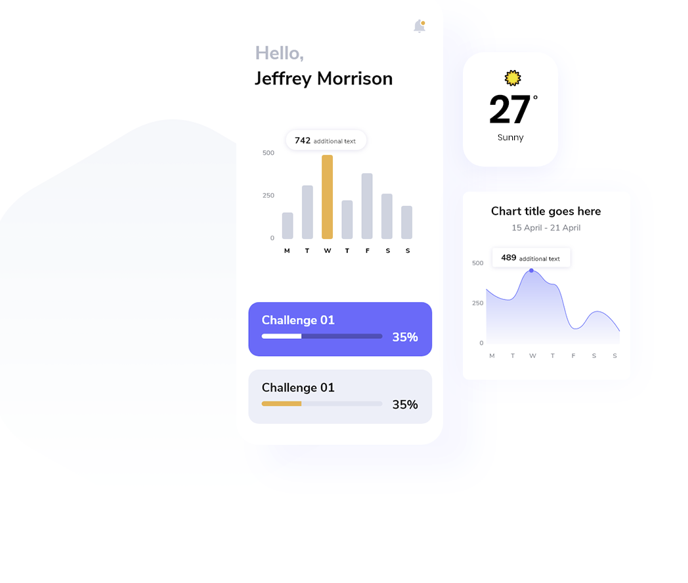 Hello,
Jeffrey Morrison
742 additional text
500
250
0
M T W T F S S
Challenge 01
35%
Challenge 01
35%
27°
Sunny
Chart title goes here
15 April - 21 April
489 additional text
500
250
0
M T W D F S S